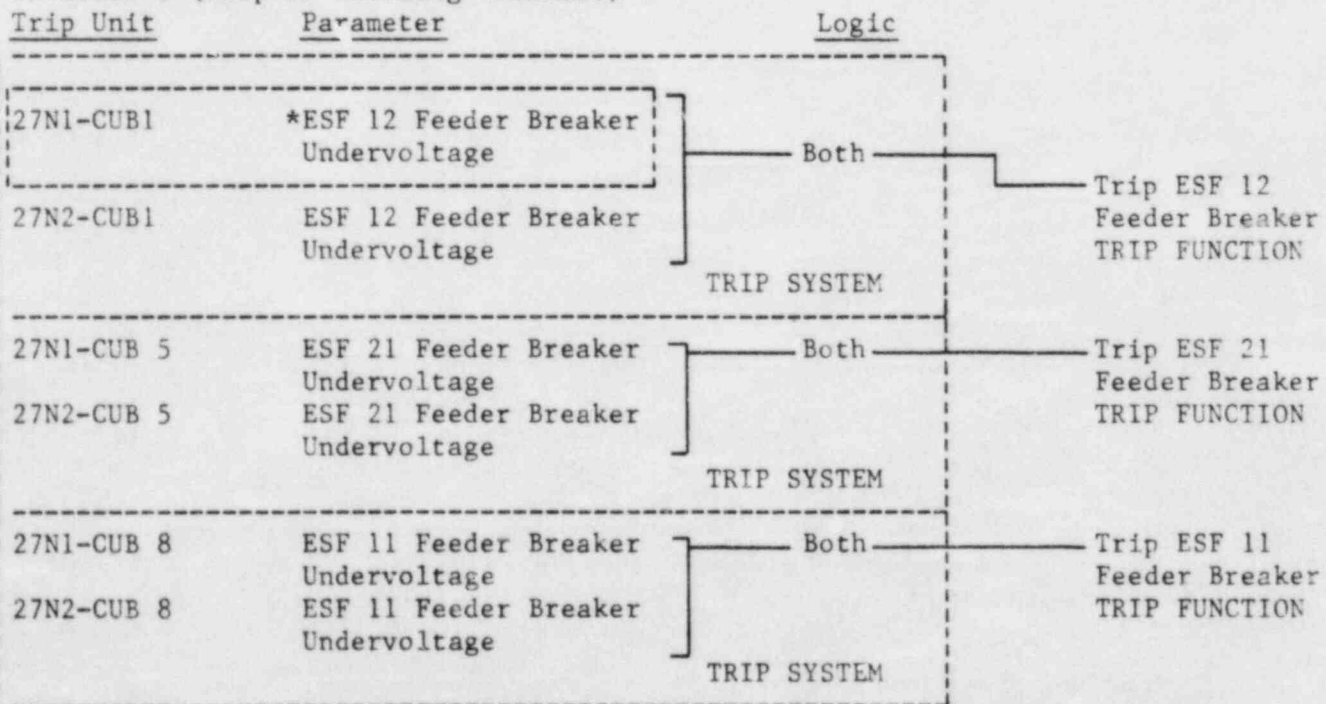 Trip Unit Parameter Logic
27N1-CUB1 *ESF 12 Feeder Breaker
Undervoltage
Both
Trip ESF 12
27N2-CUB1 ESF 12 Feeder Breaker Feeder Breaker
Undervoltage TRIP FUNCTION
TRIP SYSTEM
27N1-CUB 5 ESF 21 Feeder Breaker Both Trip ESF 21
Undervoltage Feeder Breaker
27N2-CUB 5 ESF 21 Feeder Breaker TRIP FUNCTION
Undervoltage
TRIP SYSTEM
27N1-CUB 8 ESF 11 Feeder Breaker Both Trip ESF 11
Undervoltage Feeder Breaker
27N2-CUB 8 ESF 11 Feeder Breaker TRIP FUNCTION
Undervoltage
TRIP SYSTEM